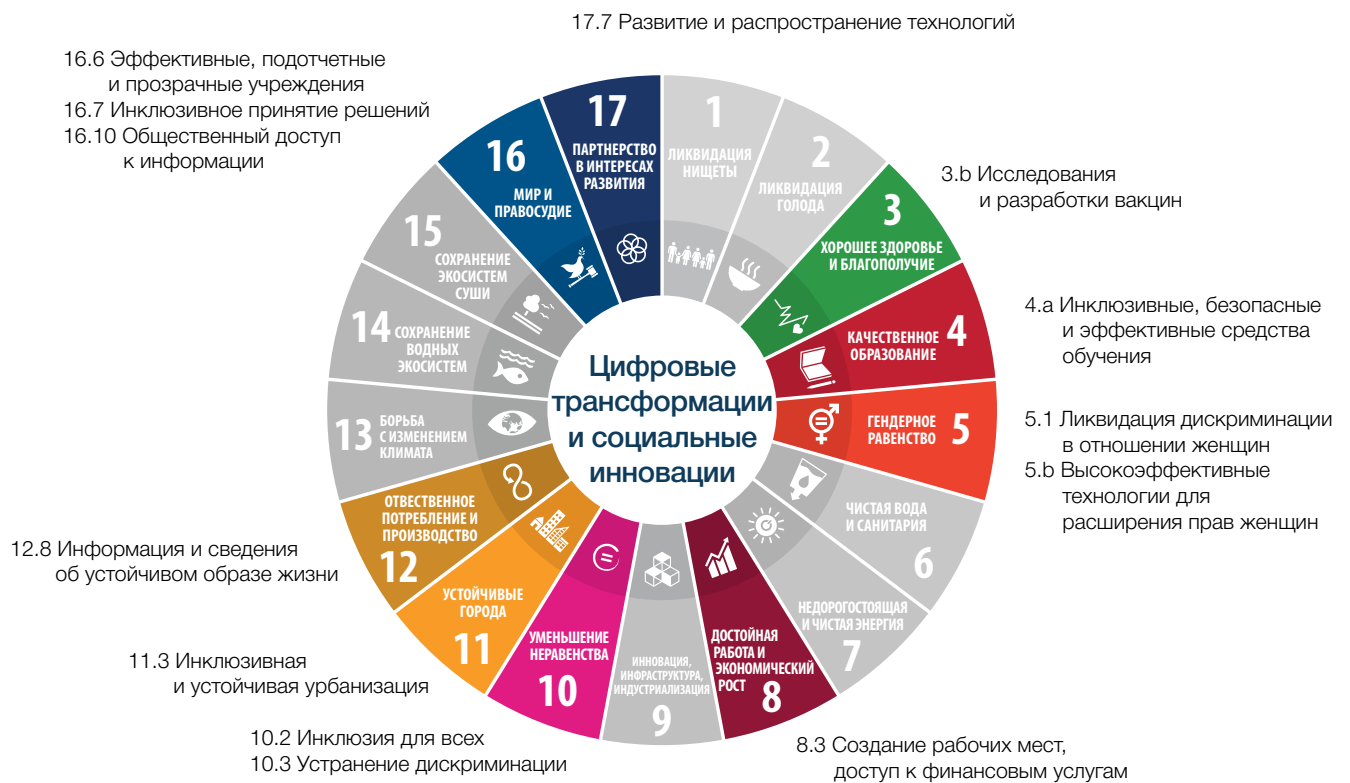 17.7 Развитие и распространение технологий
16.6 Эффективные, подотчетные
и прозрачные учреждения
16.7 Инклюзивное принятие решений
16.10 Общественный доступ
к информации
3.b Исследования
и разработки вакцин
4.a Инклюзивные, безопасные
и эффективные средства
обучения
5.1 Ликвидация дискриминации
в отношении женщин
5.b Высокоэффективные
технологии для
расширения прав женщин
8.3 Создание рабочих мест,
доступ к финансовым услугам
10.2 Инклюзия для всех
10.3 Устранение дискриминации
11.3 Инклюзивная
и устойчивая урбанизация
12.8 Информация и сведения
об устойчивом образе жизни
Цифровые
трансформации
и социальные
инновации
1
ЛИКВИДАЦИЯ
НИЩЕТЫ
2
ЛИКВИДАЦИЯ
ГОЛОДА
3
ХОРОШЕЕ ЗДОРОВЬЕ
И БЛАГОПОЛУЧИЕ
4
КАЧЕСТВЕННОЕ
ОБРАЗОВАНИЕ
5
ГЕНДЕРНОЕ
РАВЕНСТВО
ЧИСТАЯ ВОДА
И САНИТАРИЯ
6
НЕДОРОГОСТОЯЩАЯ
И ЧИСТАЯ ЭНЕРГИЯ
7
ДОСТОЙНАЯ
РАБОТА И
ЭКОНОМИЧЕСКИЙ
РОСТ
8
ИННОВАЦИЯ,
ИНФРАСТРУКТУРА,
ИНДУСТРИАЛИЗАЦИЯ
9
УМЕНЬШЕНИЕ
НЕРАВЕНСТВА
10
УСТОЙЧИВЫЕ
ГОРОДА
11
ОТВЕСТВЕННОЕ
ПОТРЕБЛЕНИЕ И
ПРОИЗВОДСТВО
12
13
БОРЬБА
С ИЗМЕНЕНИЕМ
КЛИМАТА
14
СОХРАНЕНИЕ
ВОДНЫХ
ЭКОСИСТЕМ
15
СОХРАНЕНИЕ
ЭКОСИСТЕМ
СУШИ
16
МИР И
ПРАВОСУДИЕ
17
ПАРТНЕРСТВО
В ИНТЕРЕСАХ
РАЗВИТИЯ